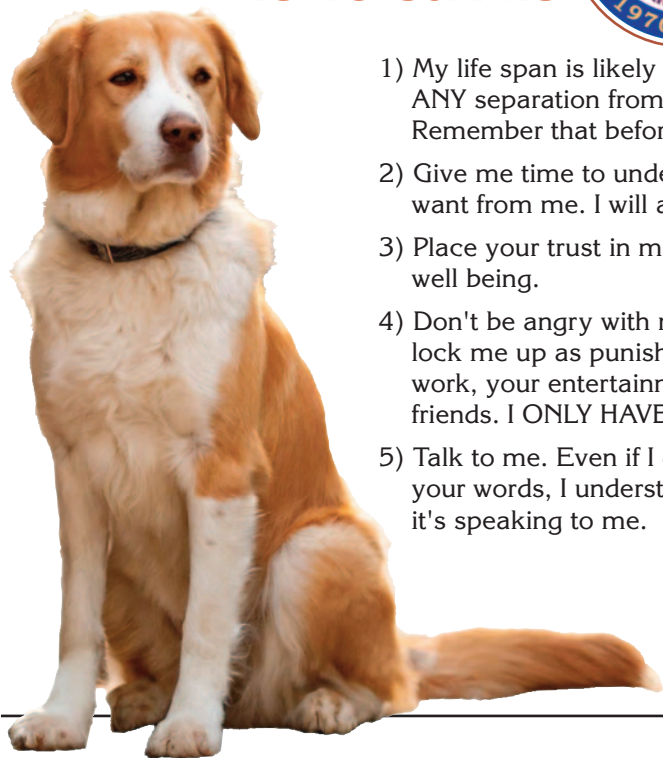 1970
1) My life span is likely
ANY separation from
Remember that befor
2) Give me time to unde
want from me. I will a
3) Place your trust in m
well being.
4) Don't be angry with
lock me up as punish
work, your entertainn
friends. I ONLY HAVE
5) Talk to me. Even if I
your words, I underst
it's speaking to me.